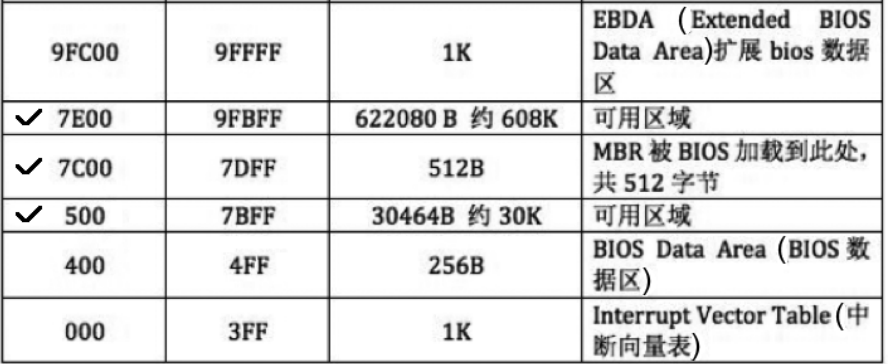 EBDA (Extended BIOS
9FC00 9FFFF 1K Data Area)扩展 bios 数据
区
✓ 7E00 9FBFF 622080 B 约 608K 可用区域
✓ 7C00 7DFF 512B MBR 被 BIOS 加载到此处,
共 512 字节
✓ 500 7BFF 30464B 约 30K 可用区域
400 4FF 256B BIOS Data Area (BIOS 数
据区)
000 3FF 1K Interrupt Vector Table (中
断向量表)